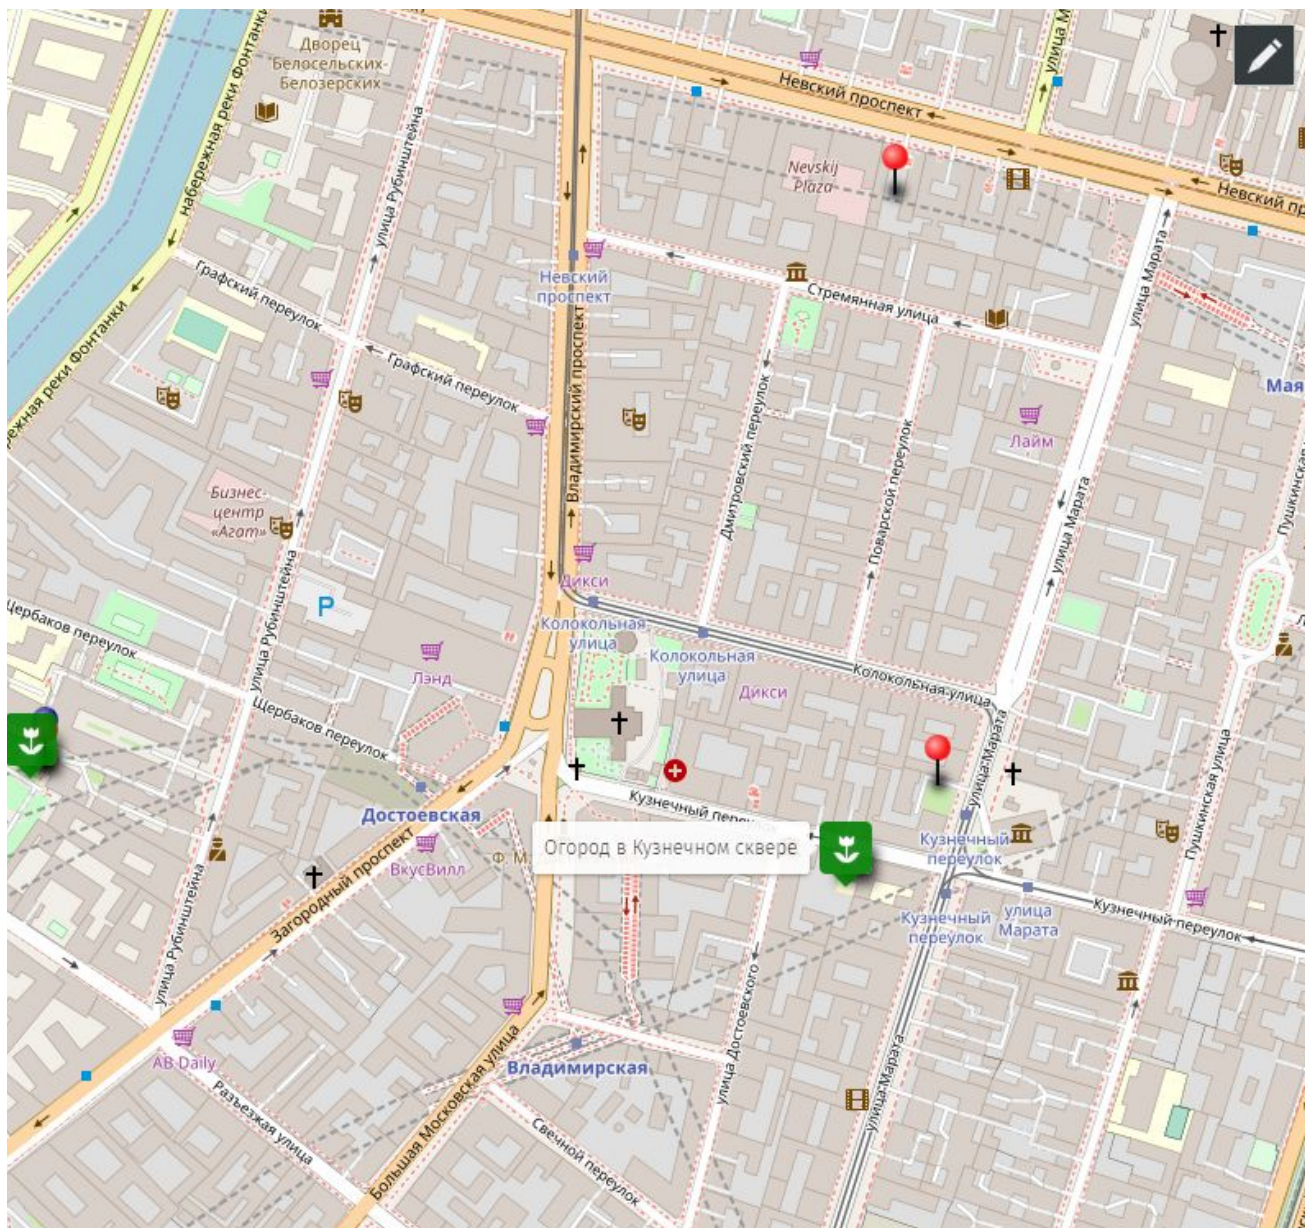 Дворец
Белосельских-
Белозерских
улица М
Невский проспект
Набережная реки Фонтанки
улица Рубинштейна
Nevskij
Plaza
Невский пр
Графский переулок
Невский
проспект
Стремянная улица
улица Марата
Владимирский проспект
Графский переулок
Мая
Лайм
Дмитровский переулок
Поварской переулок
Пушкинская
Бизнес-
центр
«Агат»
улица Марата
улица Рубинштейна
Дикси
Щербаков переулок
Колокольная
улица
Колокольная
улица
Колокольная улица
Лэнд
Дикси
Щербаков переулок
улица Марата
Пушкинская улица
P
Достоевская
Кузнечный переулок
Огород в Кузнечном сквере
Кузнечный
переулок
ВкусВилл
Ф. М.
Загородный проспект
улица Рубинштейна
Кузнечный
переулок
улица
Марата
Кузнечный переулок
улица Достоевского
AB Daily
Владимирская
улица Марата
Большая Московская улица
Разъезжая улица
Свечной переулок